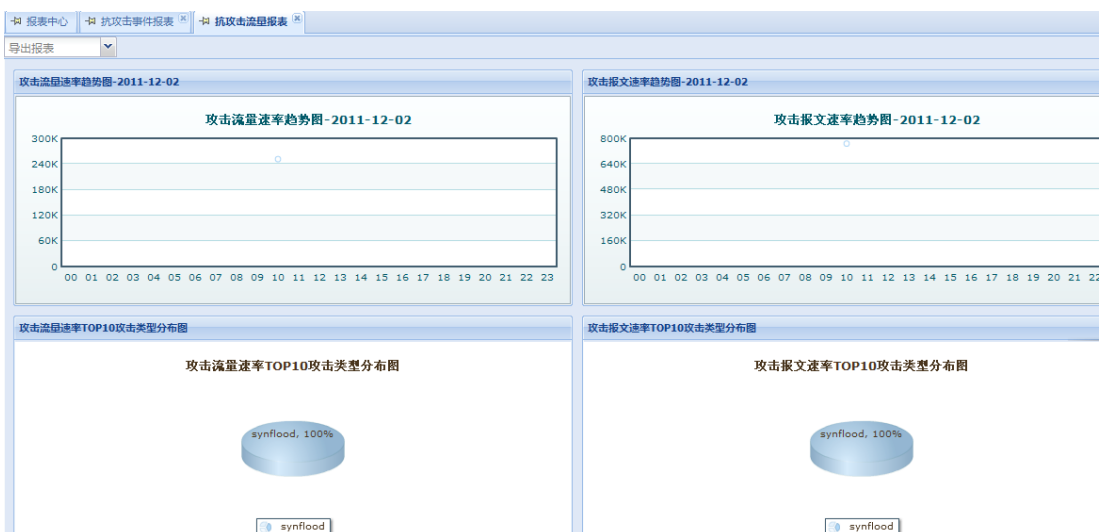 报表中心 抗攻击事件报表 抗攻击流量报表
导出报表
攻击流量速率趋势图-2011-12-02
攻击流量速率趋势图-2011-12-02
300K
240K
180K
120K
60K
0
00 01 02 03 04 05 06 07 08 09 10 11 12 13 14 15 16 17 18 19 20 21 22 23
攻击报文速率趋势图-2011-12-02
攻击报文速率趋势图-2011-12-02
800K
640K
480K
320K
160K
0
00 01 02 03 04 05 06 07 08 09 10 11 12 13 14 15 16 17 18 19 20 21 22
攻击流量速率TOP10攻击类型分布图
攻击流量速率TOP10攻击类型分布图
synflood, 100%
synflood
攻击报文速率TOP10攻击类型分布图
攻击报文速率TOP10攻击类型分布图
synflood, 100%
synflood